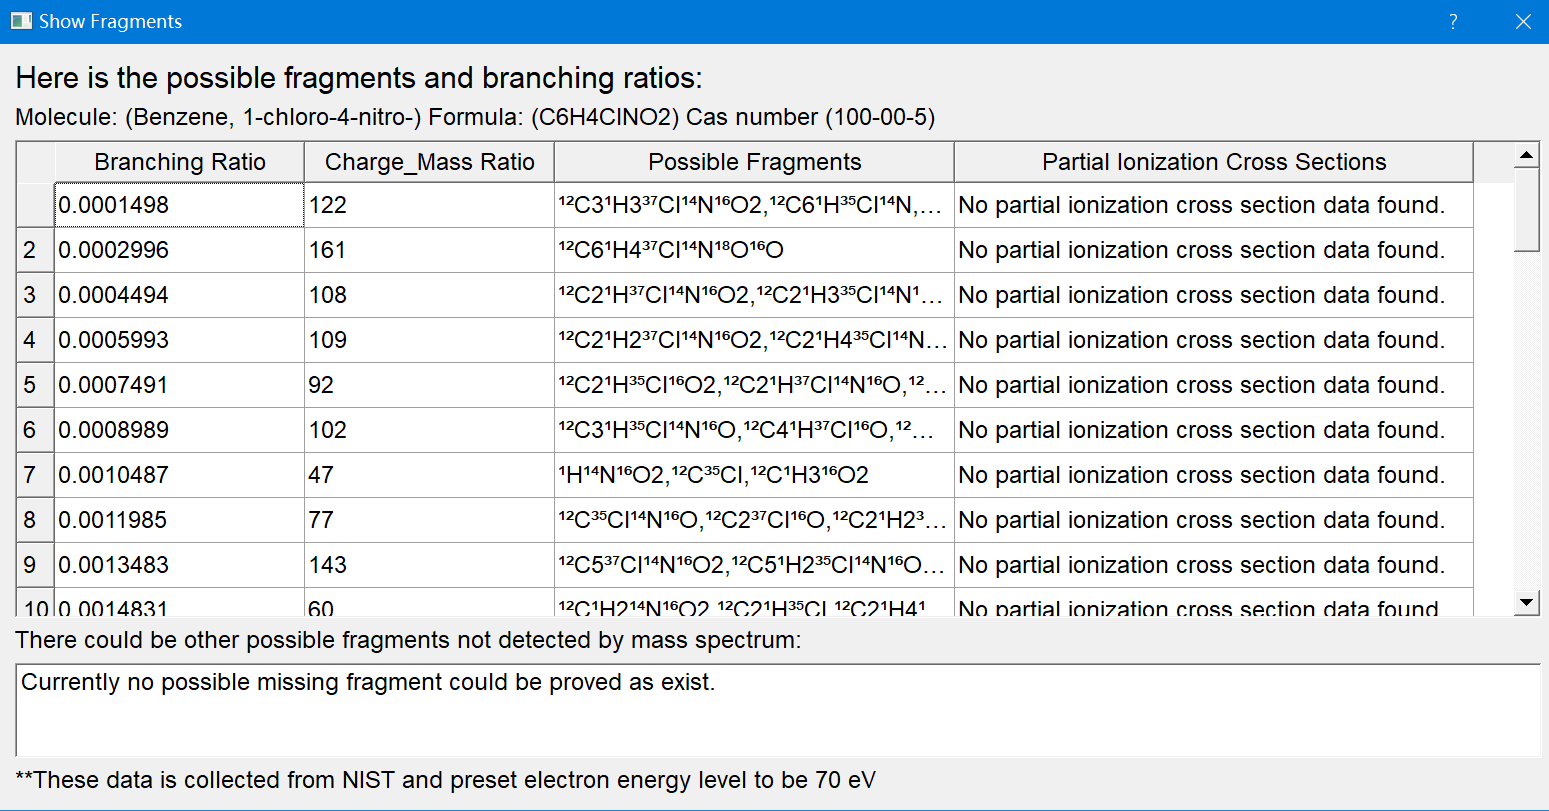 Show Fragments
?
Here is the possible fragments and branching ratios:
Molecule: (Benzene, 1-chloro-4-nitro-) Formula: (C6H4ClNO2) Cas number (100-00-5)
Branching Ratio Charge_Mass Ratio Possible Fragments Partial Ionization Cross Sections
0.0001498 122 ¹²C3¹H3³⁷Cl¹⁴N¹⁶O2,¹²C6¹H³⁵Cl¹⁴N,… No partial ionization cross section data found.
2 0.0002996 161 ¹²C6¹H4³⁷Cl¹⁴N¹⁸O¹⁶O No partial ionization cross section data found.
3 0.0004494 108 ¹²C2¹H³⁷Cl¹⁴N¹⁶O2,¹²C2¹H3³⁵Cl¹⁴N¹… No partial ionization cross section data found.
4 0.0005993 109 ¹²C2¹H2³⁷Cl¹⁴N¹⁶O2,¹²C2¹H4³⁵Cl¹⁴N… No partial ionization cross section data found.
5 0.0007491 92 ¹²C2¹H³⁵Cl¹⁶O2,¹²C2¹H³⁷Cl¹⁴N¹⁶O,¹²… No partial ionization cross section data found.
6 0.0008989 102 ¹²C3¹H³⁵Cl¹⁴N¹⁶O,¹²C4¹H³⁷Cl¹⁶O,¹²… No partial ionization cross section data found.
7 0.0010487 47 ¹H¹⁴N¹⁶O2,¹²C³⁵Cl,¹²C¹H3¹⁶O2 No partial ionization cross section data found.
8 0.0011985 77 ¹²C³⁵Cl¹⁴N¹⁶O,¹²C2³⁷Cl¹⁶O,¹²C2¹H2³… No partial ionization cross section data found.
9 0.0013483 143 ¹²C5³⁷Cl¹⁴N¹⁶O2,¹²C5¹H2³⁵Cl¹⁴N¹⁶O… No partial ionization cross section data found.
10 0.0014831 60 ¹²C¹H2¹⁴N¹⁶O2,¹²C2¹H³⁵Cl,¹²C2¹H4¹ No partial ionization cross section data found.
There could be other possible fragments not detected by mass spectrum:
Currently no possible missing fragment could be proved as exist.
**These data is collected from NIST and preset electron energy level to be 70 eV